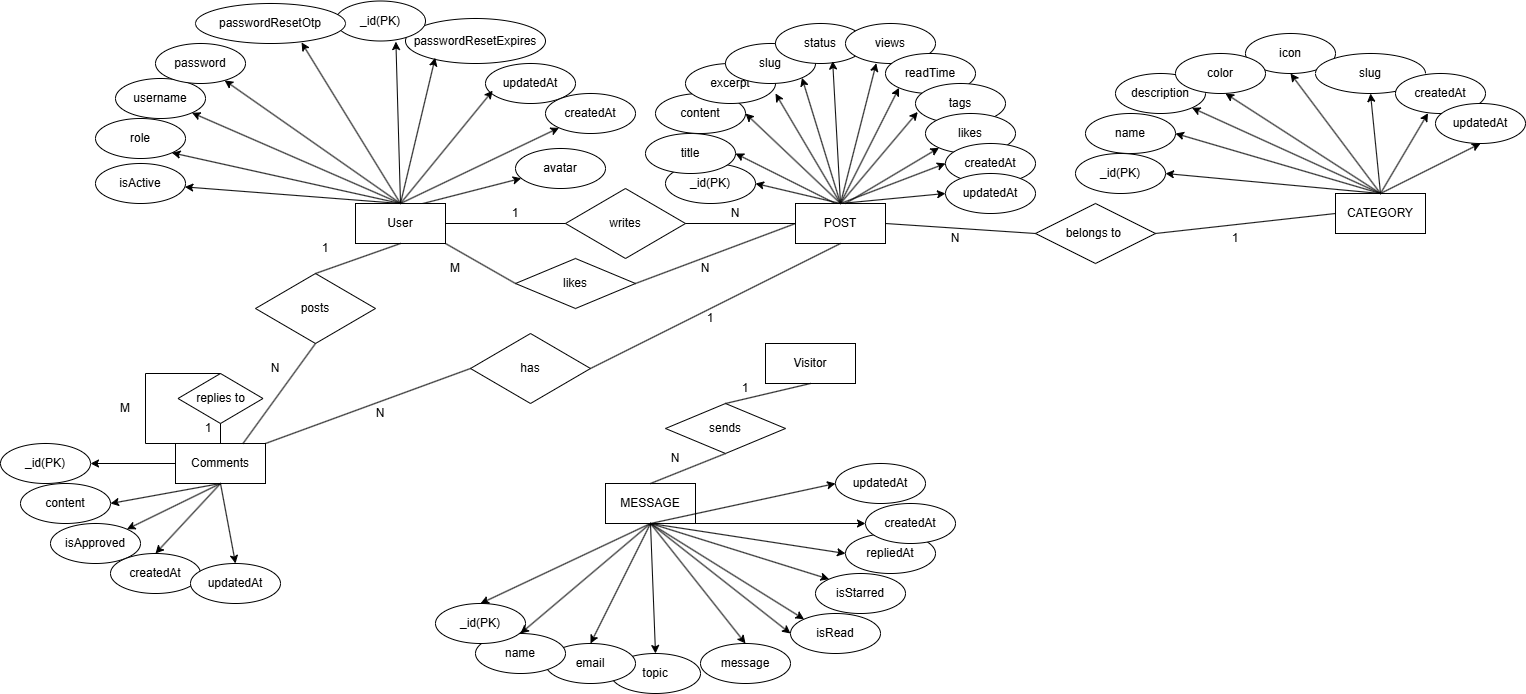 passwordResetOtp
_id(PK)
passwordResetExpires
password
updatedAt
username
createdAt
role
avatar
isActive
User
status
views
slug
readTime
excerpt
tags
content
likes
title
createdAt
_id(PK)
updatedAt
POST
icon
color
slug
description
createdAt
name
updatedAt
_id(PK)
CATEGORY
1
writes
N
N
belongs to
1
1
M
likes
N
posts
1
N
has
N
Visitor
M
replies to
1
1
sends
N
Comments
_id(PK)
content
isApproved
createdAt
updatedAt
MESSAGE
updatedAt
createdAt
repliedAt
isStarred
isRead
_id(PK)
name
email
topic
message